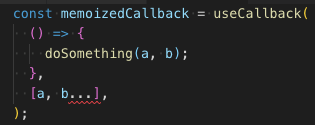 const memoizedCallback = useCallback(
  () => {
    doSomething(a, b);
  },
  [a, b...],
);